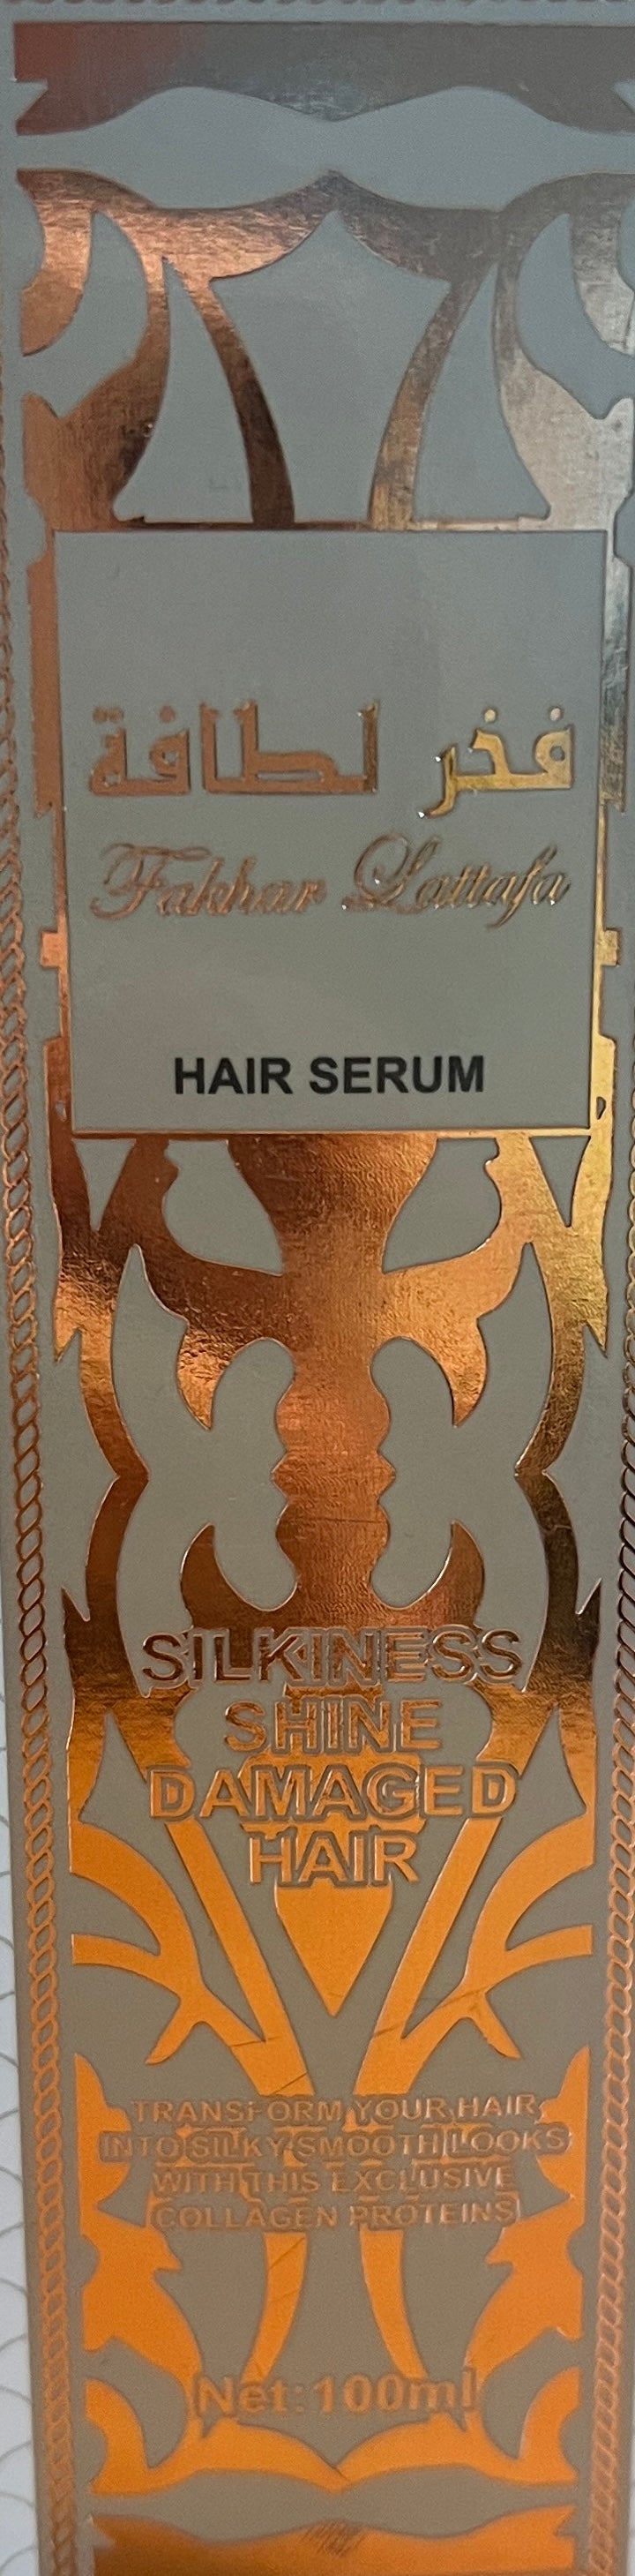 فخر لطافة
Fakhar Lattafa
HAIR SERUM
SILKINESS
SHINE
DAMAGED
HAIR
TRANSFORM YOUR HAIR
INTO SILKY SMOOTH LOOKS
WITH THIS EXCLUSIVE
COLLAGEN PROTEINS
Net:100ml